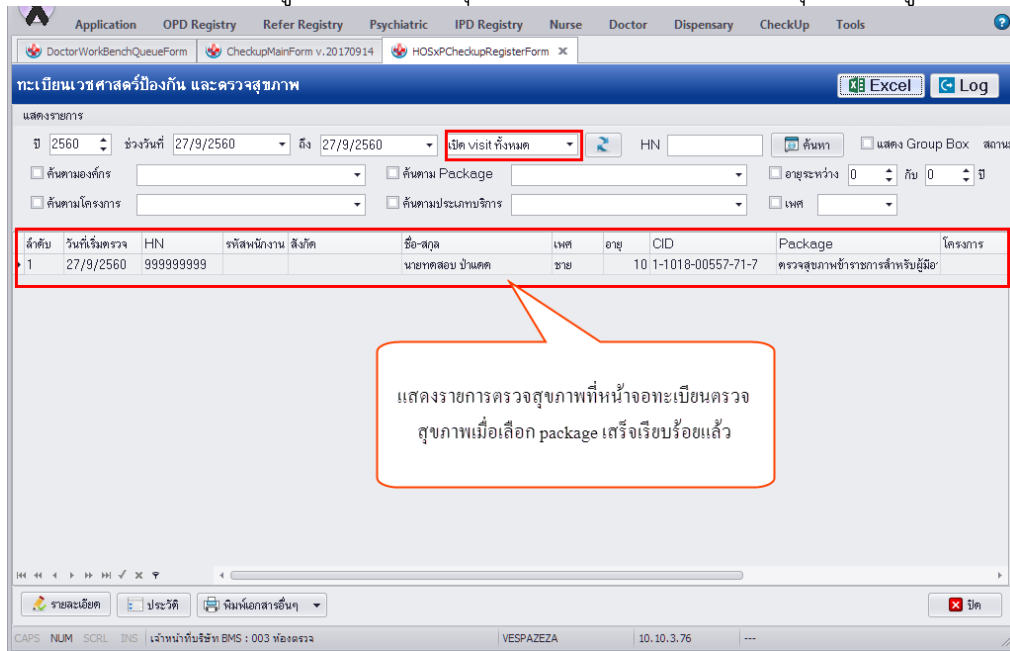 Application OPD Registry Refer Registry Psychiatric IPD Registry Nurse Doctor Dispensary CheckUp Tools
DoctorWorkBenchQueueForm CheckupMainForm v.20170914 HOSxPCheckupRegisterForm
ทะเบียนเวชศาสตร์ป้องกัน และตรวจสุขภาพ Excel Log
แสดงรายการ
ปี 2560 ช่วงวันที่ 27/9/2560 ถึง 27/9/2560 เปิด visit ทั้งหมด HN ค้นหา แสดง Group Box
ค้นตามองค์กร ค้นตาม Package อายุระหว่าง 0 กับ 0 ปี
ค้นตามโครงการ ค้นตามประเภทบริการ เพศ
ลำดับ วันที่เริ่มตรวจ HN รหัสพนักงาน สังกัด ชื่อ-สกุล เพศ อายุ CID Package โครงการ
1 27/9/2560 999999999 นายทดสอบ ป่าแดด ชาย 10 1-1018-00557-71-7 ตรวจสุขภาพข้าราชการสำหรับผู้มีอา
แสดงรายการตรวจสุขภาพที่หน้าจอทะเบียนตรวจ
สุขภาพเมื่อเลือก package เสร็จเรียบร้อยแล้ว
รายละเอียด ประวัติ พิมพ์เอกสารอื่นๆ ปิด
CAPS NUM SCRL INS เจ้าหน้าที่บริษัท BMS : 003 ห้องตรวจ VESPAZEZA 10.10.3.76 ---